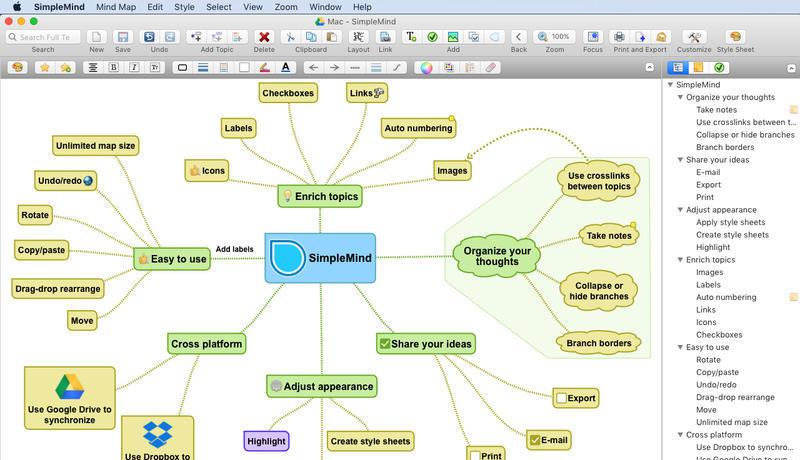 SimpleMind Mind Map Edit Style Selection View Zoom Window Help
Mac - SimpleMind
Search Full Te
100%
Search New Save Undo Add Topic Delete Clipboard Layout Link Add Back Zoom Focus Print and Export Customize Style Sheet
B I TT A
Checkboxes
Links
Labels
Auto numbering
Icons
Images
Enrich topics
Unlimited map size
Undo/redo
Rotate
Copy/paste
Drag-drop rearrange
Move
Easy to use
Add labels
SimpleMind
Organize your
thoughts
Use crosslinks
between topics
Take notes
Collapse or
hide branches
Branch borders
Cross platform
Use Google Drive to
synchronize
Use Dropbox to
Adjust appearance
Highlight
Create style sheets
Share your ideas
Export
E-mail
Print
SimpleMind
Organize your thoughts
Take notes
Use crosslinks between t...
Collapse or hide branches
Branch borders
Share your ideas
E-mail
Export
Print
Adjust appearance
Apply style sheets
Create style sheets
Highlight
Enrich topics
Images
Labels
Auto numbering
Links
Icons
Checkboxes
Easy to use
Rotate
Copy/paste
Undo/redo
Drag-drop rearrange
Move
Unlimited map size
Cross platform
Use Dropbox to synchro...
Use Google Drive to syn...